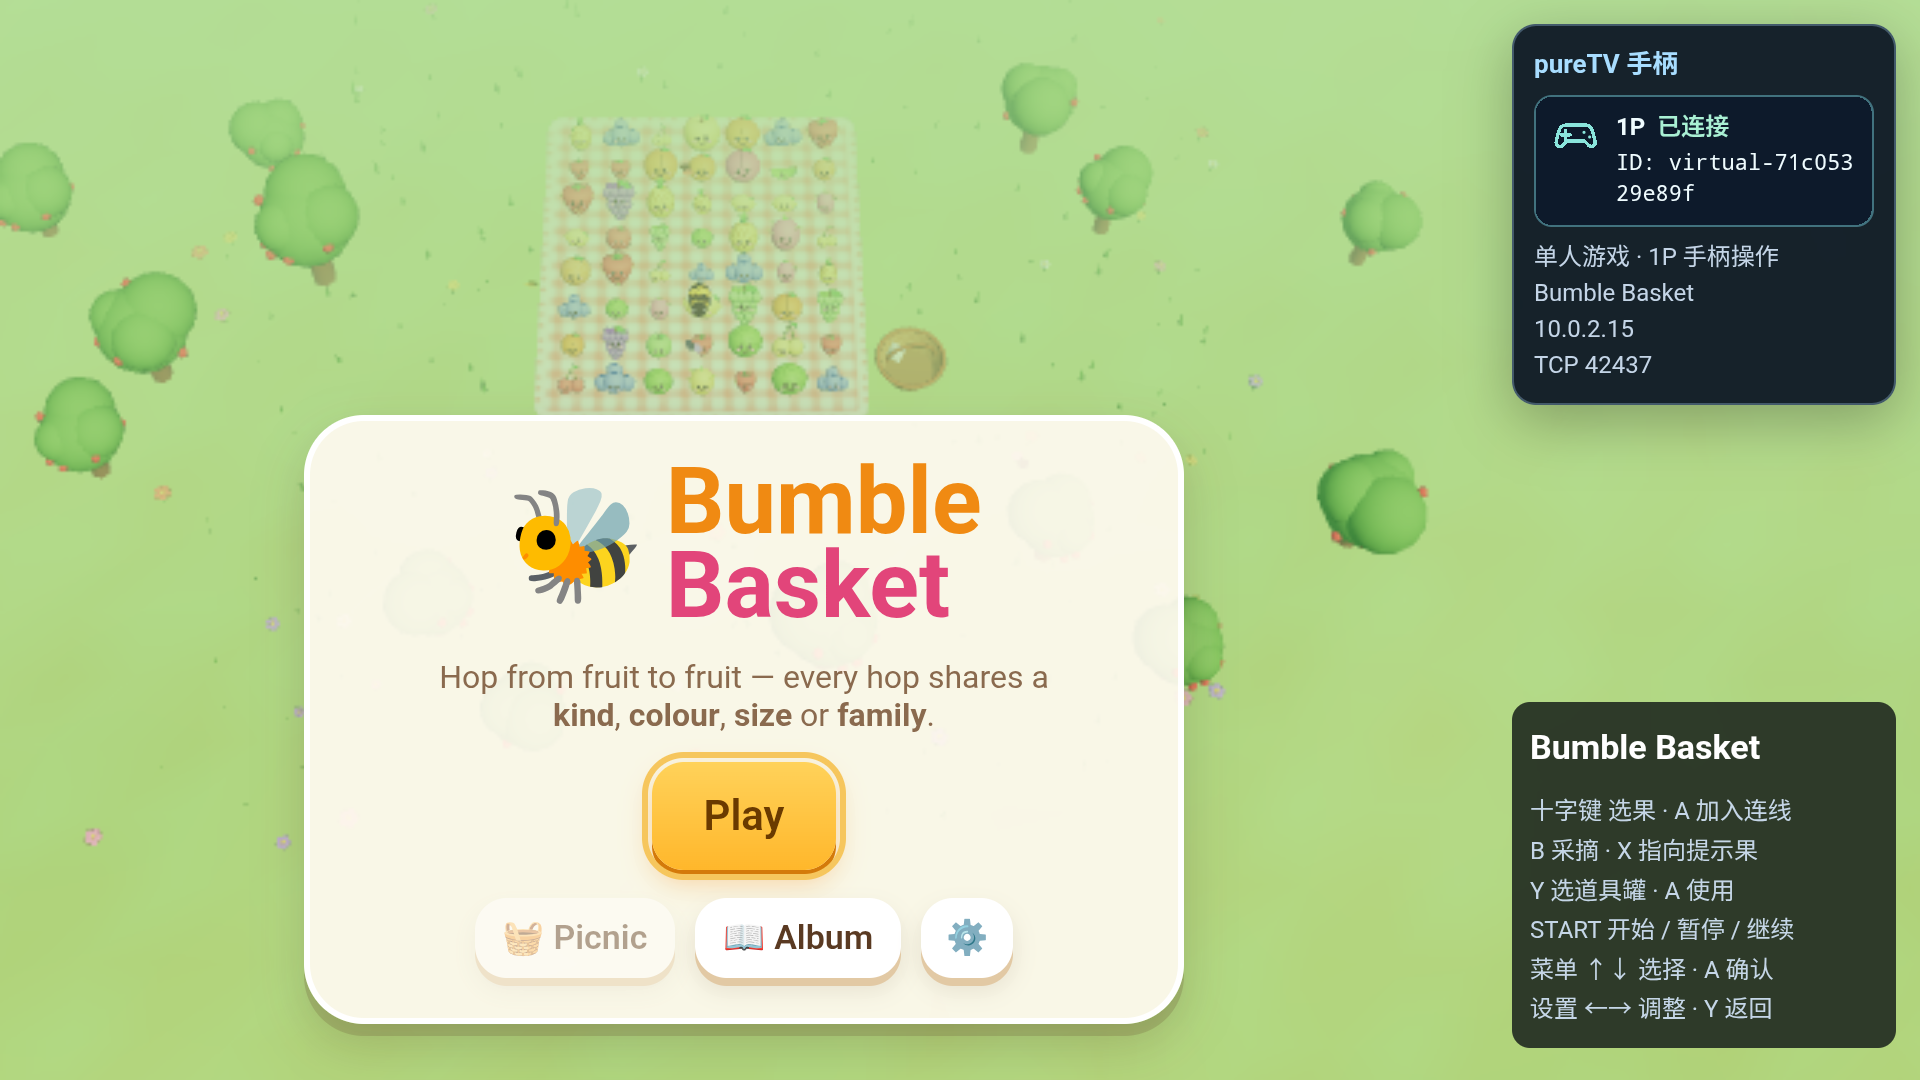 pureTV 手柄
1P 已连接
ID: virtual-71c053
29e89f
单人游戏 · 1P 手柄操作
Bumble Basket
10.0.2.15
TCP 42437
Bumble
Basket
Hop from fruit to fruit — every hop shares a
kind, colour, size or family.
Play
Picnic
Album
Bumble Basket
十字键 选果 · A 加入连线
B 采摘 · X 指向提示果
Y 选道具罐 · A 使用
START 开始 / 暂停 / 继续
菜单 ↑↓ 选择 · A 确认
设置 ←→ 调整 · Y 返回